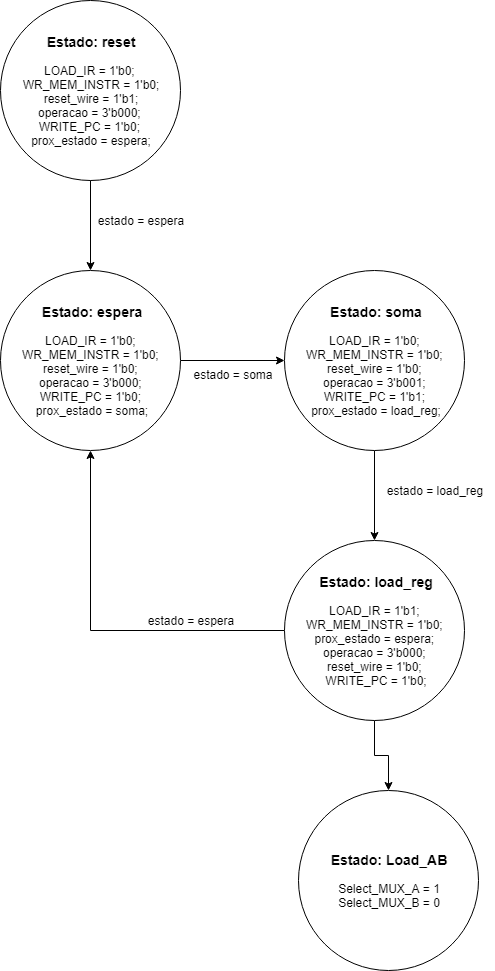 Estado: reset
LOAD_IR = 1'b0;
WR_MEM_INSTR = 1'b0;
reset_wire = 1'b1;
operacao = 3'b000;
WRITE_PC = 1'b0;
prox_estado = espera;
estado = espera
Estado: espera
LOAD_IR = 1'b0;
WR_MEM_INSTR = 1'b0;
reset_wire = 1'b0;
operacao = 3'b000;
WRITE_PC = 1'b0;
prox_estado = soma;
estado = soma
Estado: soma
LOAD_IR = 1'b0;
WR_MEM_INSTR = 1'b0;
reset_wire = 1'b0;
operacao = 3'b001;
WRITE_PC = 1'b1;
prox_estado = load_reg;
estado = load_reg
Estado: load_reg
LOAD_IR = 1'b1;
WR_MEM_INSTR = 1'b0;
prox_estado = espera;
operacao = 3'b000;
reset_wire = 1'b0;
WRITE_PC = 1'b0;
estado = espera
Estado: Load_AB
Select_MUX_A = 1
Select_MUX_B = 0